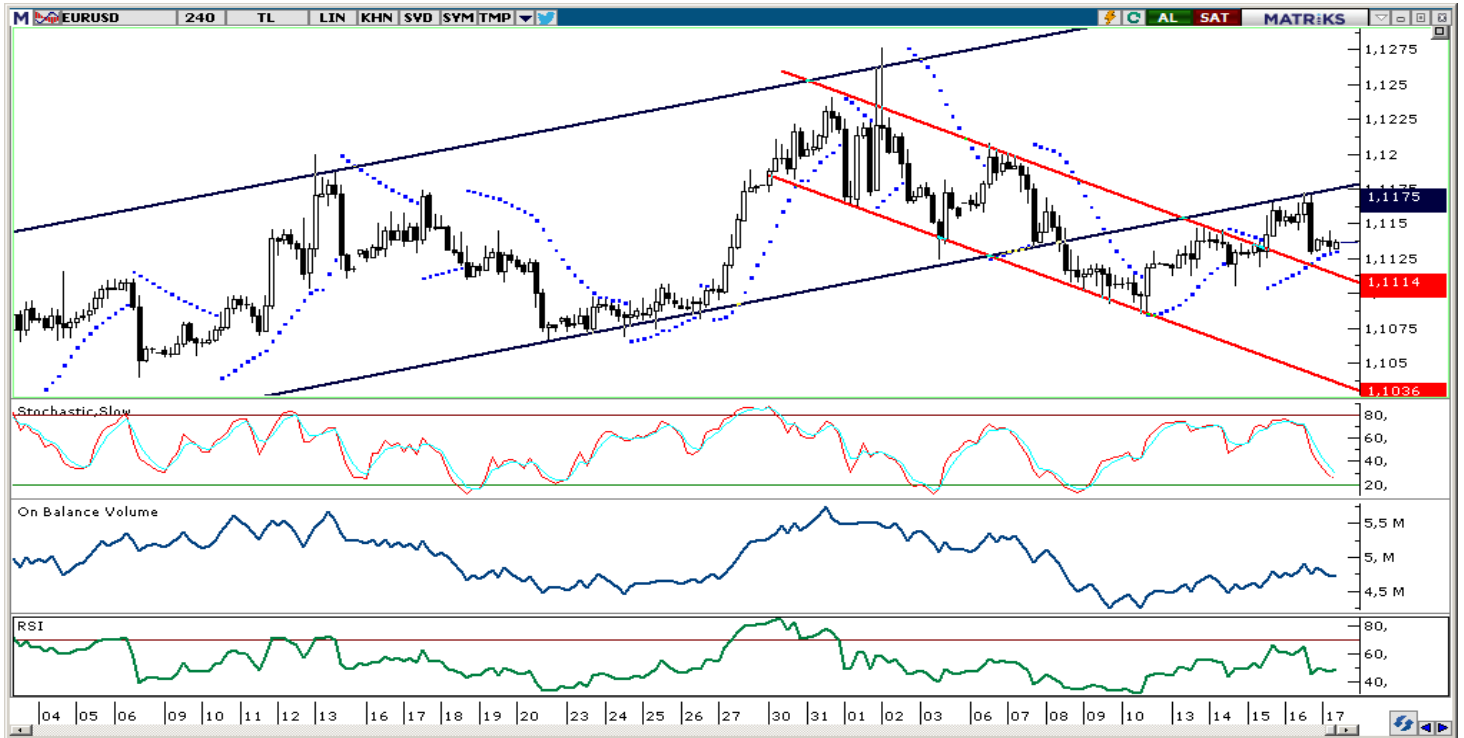 M EURUSD 240 TL LIN KHN SVD SYM TMP C AL SAT MATRiKS
1,1275
1,125
1,1225
1,12
1,1175
1,1175
1,115
1,1125
1,1114
1,1075
1,105
1,1036
Stochastic,Slow
80,
60,
40,
20,
On Balance Volume
5,5 M
5, M
4,5 M
RSI
80,
60,
40,
04 05 06 09 10 11 12 13 16 17 18 19 20 23 24 25 26 27 30 31 01 02 03 06 07 08 09 10 13 14 15 16 17